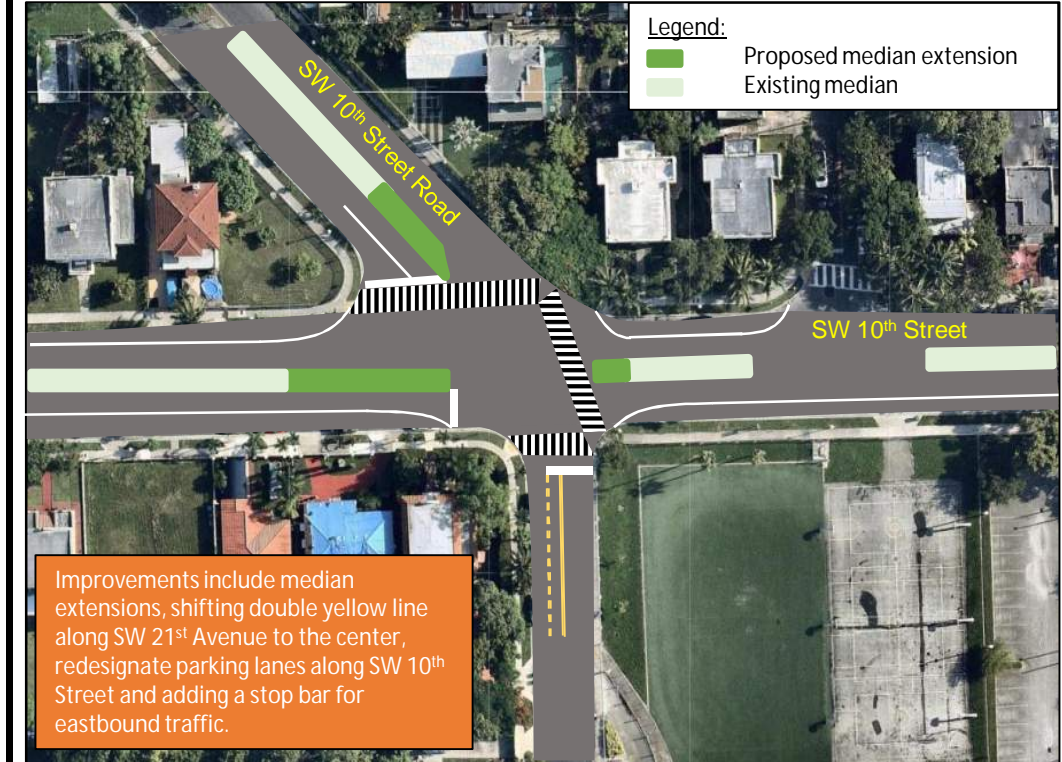 Legend:
Proposed median extension
Existing median
SW 10th Street Road
SW 10th Street
Improvements include median
extensions, shifting double yellow line
along SW 21st Avenue to the center,
redesignate parking lanes along SW 10th
Street and adding a stop bar for
eastbound traffic.